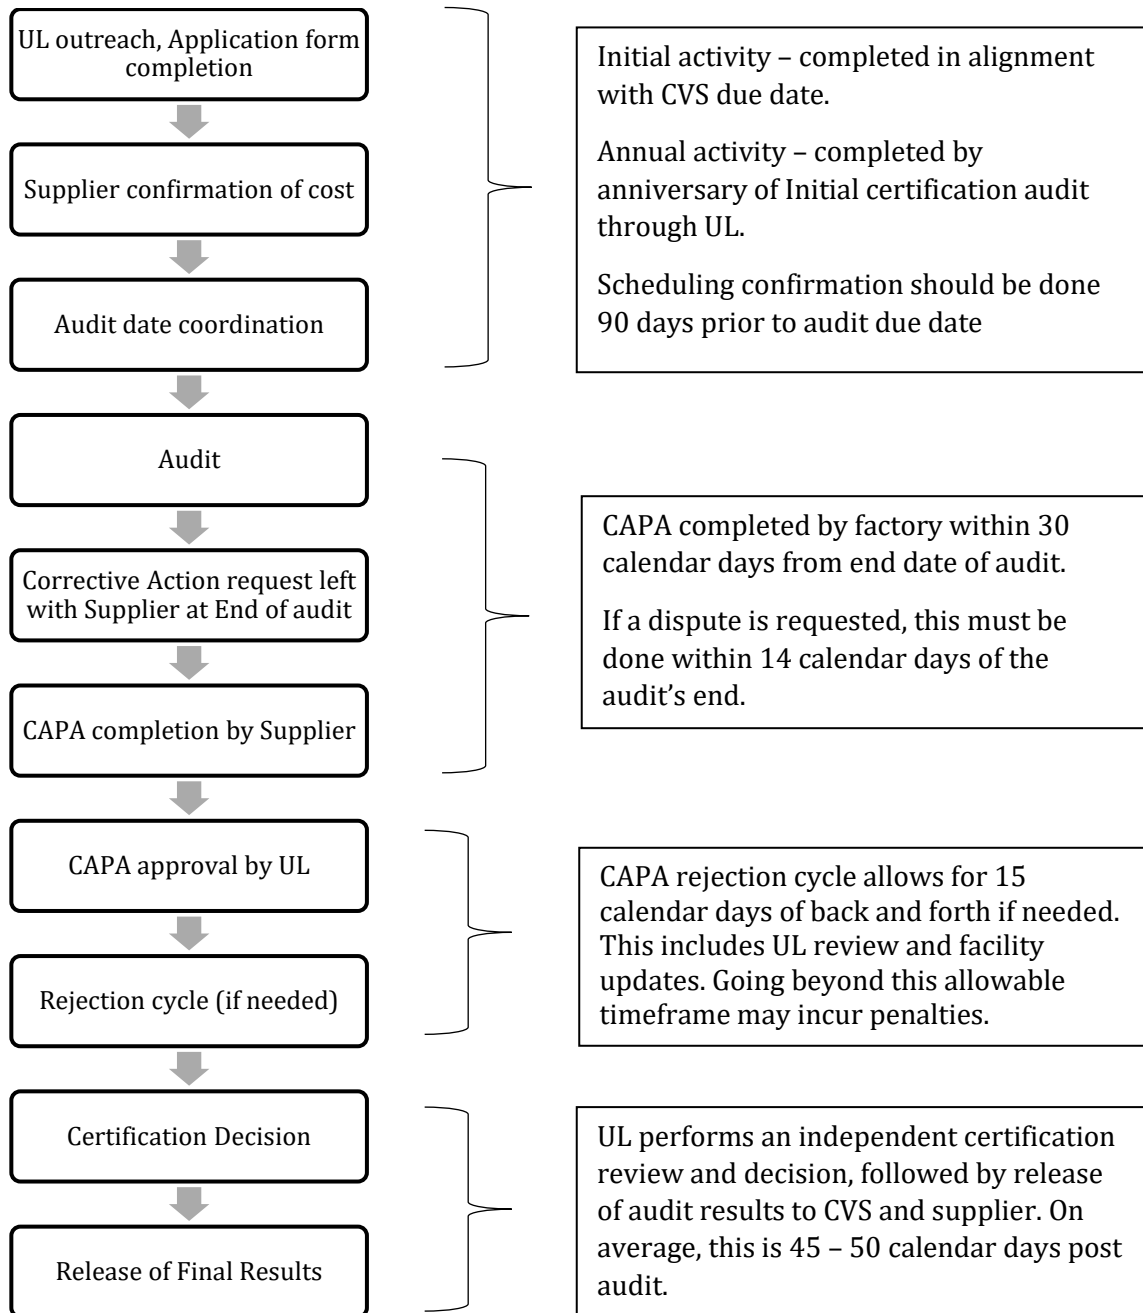 UL outreach, Application form
completion
Supplier confirmation of cost
Audit date coordination
Initial activity – completed in alignment
with CVS due date.
Annual activity – completed by
anniversary of Initial certification audit
through UL.
Scheduling confirmation should be done
90 days prior to audit due date
Audit
Corrective Action request left
with Supplier at End of audit
CAPA completion by Supplier
CAPA completed by factory within 30
calendar days from end date of audit.
If a dispute is requested, this must be
done within 14 calendar days of the
audit’s end.
CAPA approval by UL
Rejection cycle (if needed)
CAPA rejection cycle allows for 15
calendar days of back and forth if needed.
This includes UL review and facility
updates. Going beyond this allowable
timeframe may incur penalties.
Certification Decision
Release of Final Results
UL performs an independent certification
review and decision, followed by release
of audit results to CVS and supplier. On
average, this is 45 – 50 calendar days post
audit.